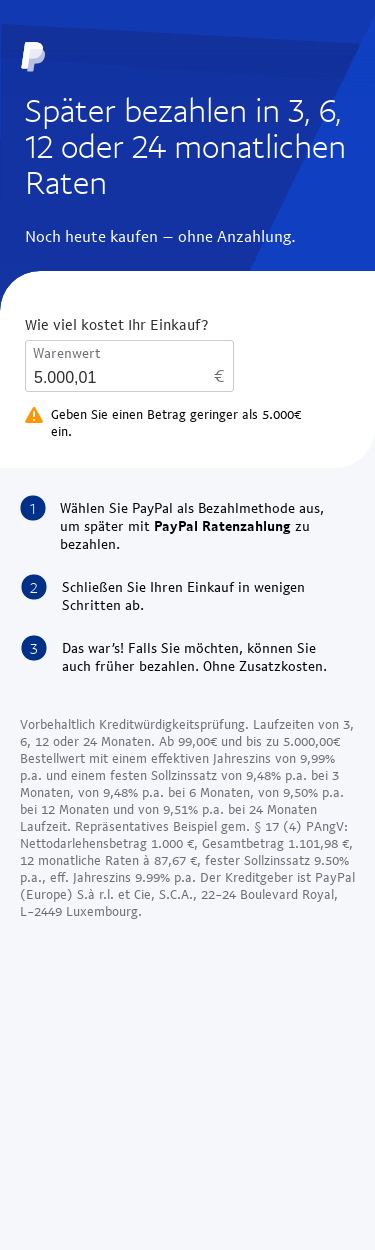 Später bezahlen in 3, 6,
12 oder 24 monatlichen
Raten
Noch heute kaufen – ohne Anzahlung.
Wie viel kostet Ihr Einkauf?
Warenwert
5.000,01 €
Geben Sie einen Betrag geringer als 5.000€
ein.
1 Wählen Sie PayPal als Bezahlmethode aus,
um später mit PayPal Ratenzahlung zu
bezahlen.
2 Schließen Sie Ihren Einkauf in wenigen
Schritten ab.
3 Das war's! Falls Sie möchten, können Sie
auch früher bezahlen. Ohne Zusatzkosten.
Vorbehaltlich Kreditwürdigkeitsprüfung. Laufzeiten von 3,
6, 12 oder 24 Monaten. Ab 99,00€ und bis zu 5.000,00€
Bestellwert mit einem effektiven Jahreszins von 9,99%
p.a. und einem festen Sollzinssatz von 9,48% p.a. bei 3
Monaten, von 9,48% p.a. bei 6 Monaten, von 9,50% p.a.
bei 12 Monaten und von 9,51% p.a. bei 24 Monaten
Laufzeit. Repräsentatives Beispiel gem. § 17 (4) PAngV:
Nettodarlehensbetrag 1.000 €, Gesamtbetrag 1.101,98 €,
12 monatliche Raten à 87,67 €, fester Sollzinssatz 9.50%
p.a., eff. Jahreszins 9.99% p.a. Der Kreditgeber ist PayPal
(Europe) S.à r.l. et Cie, S.C.A., 22-24 Boulevard Royal,
L-2449 Luxembourg.